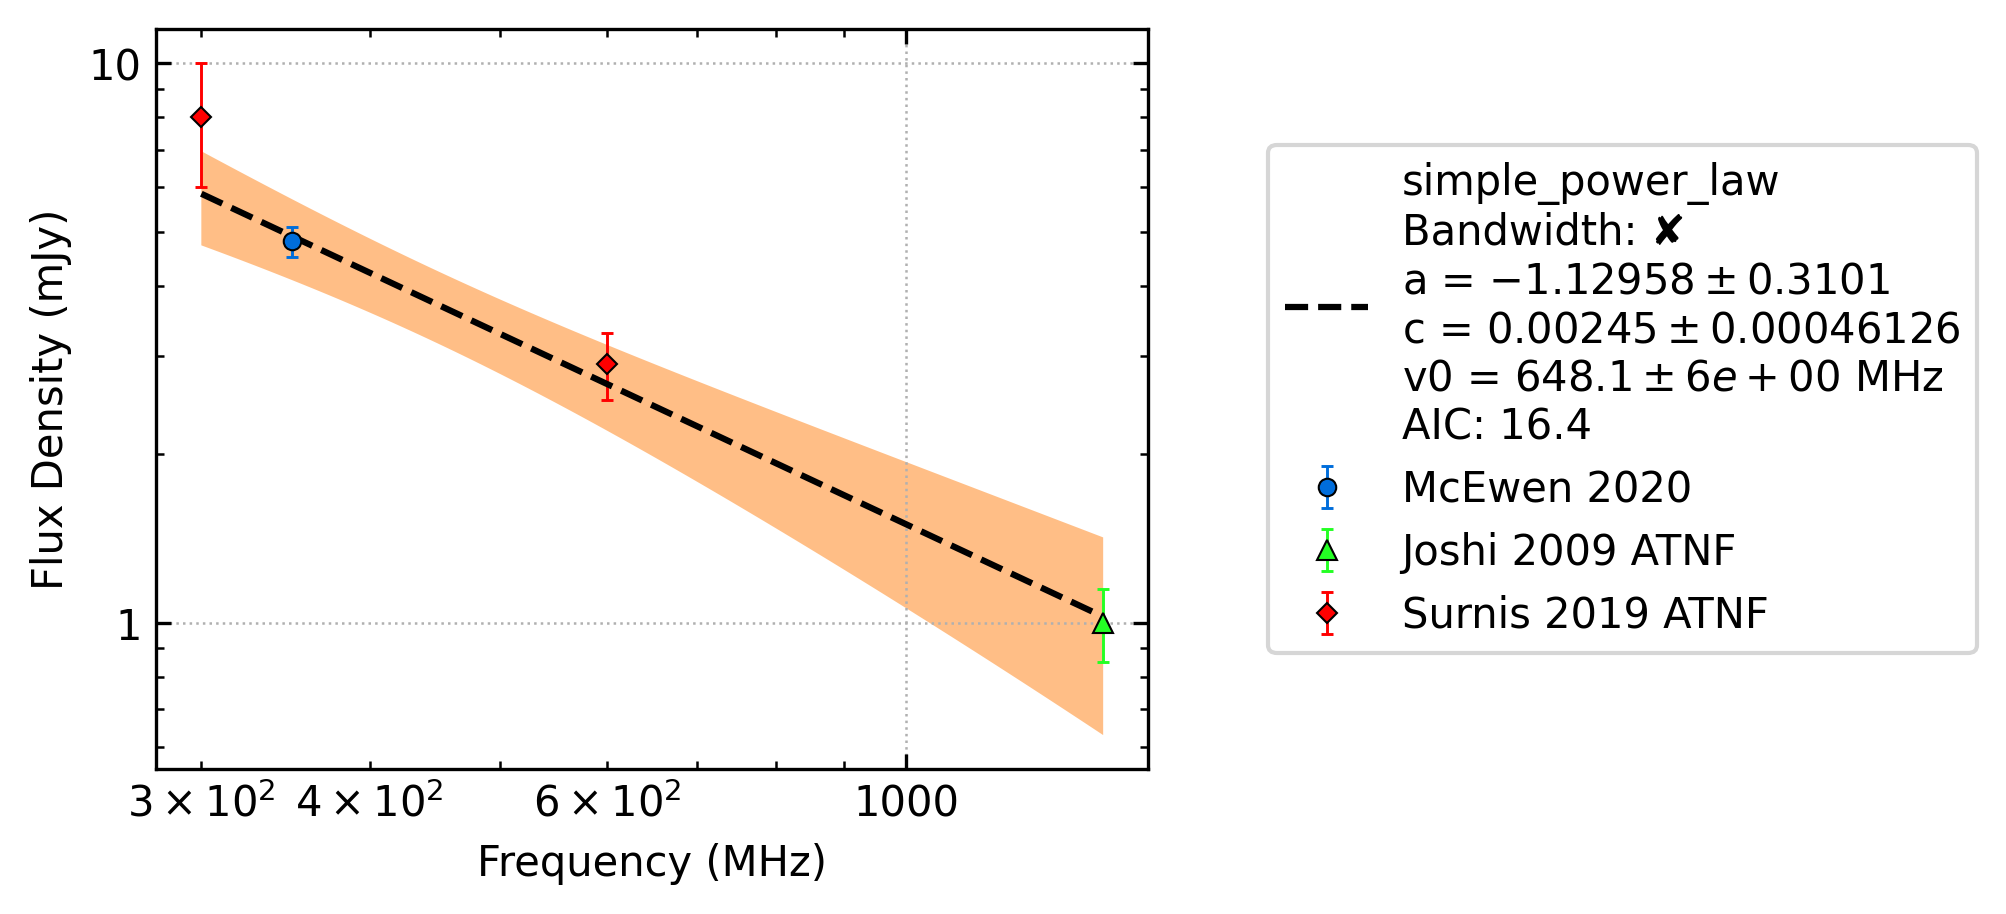 10
1
Flux Density (mJy)
3 × 10² 4 × 10² 6 × 10² 1000
Frequency (MHz)
simple_power_law
Bandwidth: ✘
a = −1.12958 ± 0.3101
c = 0.00245 ± 0.00046126
v0 = 648.1 ± 6e + 00 MHz
AIC: 16.4
McEwen 2020
Joshi 2009 ATNF
Surnis 2019 ATNF